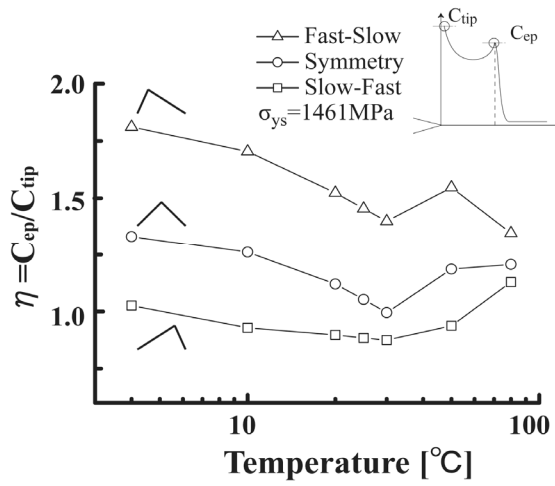 Fast-Slow
Symmetry
Slow-Fast
σys=1461MPa
Ctip
Cep
2.0
1.5
1.0
η =Cep/Ctip
10
100
Temperature [℃]